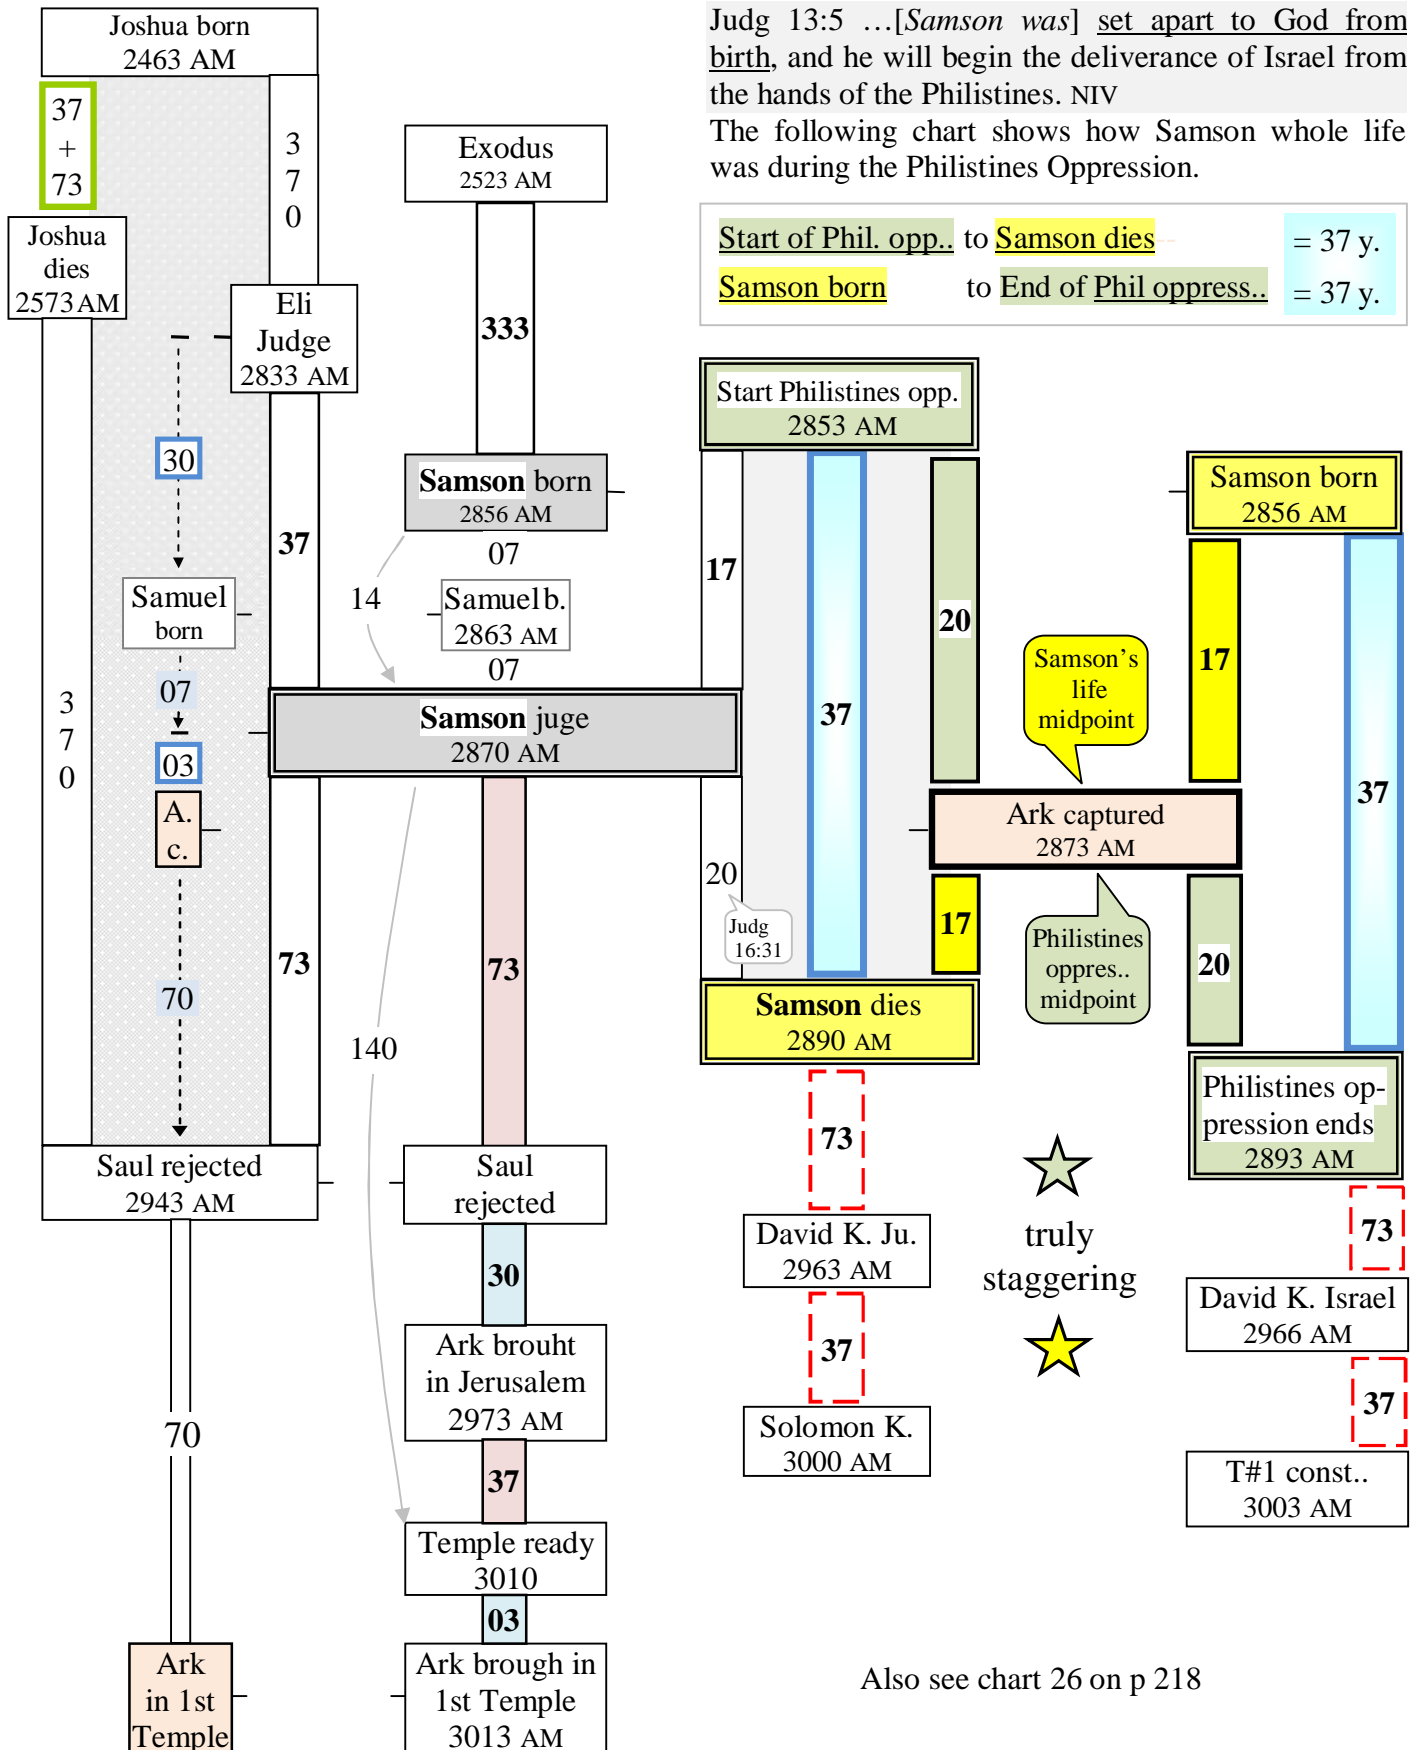 Judg 13:5 …[Samson was] set apart to God from
birth, and he will begin the deliverance of Israel from
the hands of the Philistines. NIV
The following chart shows how Samson whole life
was during the Philistines Oppression.
Start of Phil. opp.. to Samson dies = 37 y.
Samson born to End of Phil oppress.. = 37 y.
Joshua born
2463 AM
37
+
73
3
7
0
Joshua
dies
2573AM
Eli
Judge
2833 AM
30
37
Samuel
born
07
03
A.
c.
3
7
0
70
73
Saul rejected
2943 AM
70
Ark
in 1st
Temple
Exodus
2523 AM
333
Samson born
2856 AM
07
14
Samuel b.
2863 AM
07
Samson juge
2870 AM
73
140
Saul
rejected
30
Ark brouht
in Jerusalem
2973 AM
37
Temple ready
3010
03
Ark brough in
1st Temple
3013 AM
Start Philistines opp.
2853 AM
17
37
20
20
Judg
16:31
17
Samson dies
2890 AM
73
David K. Ju.
2963 AM
37
Solomon K.
3000 AM
Samson’s
life
midpoint
Ark captured
2873 AM
Philistines
oppres..
midpoint
truly
staggering
Samson born
2856 AM
17
37
20
Philistines op-
pression ends
2893 AM
73
David K. Israel
2966 AM
37
T#1 const..
3003 AM
Also see chart 26 on p 218